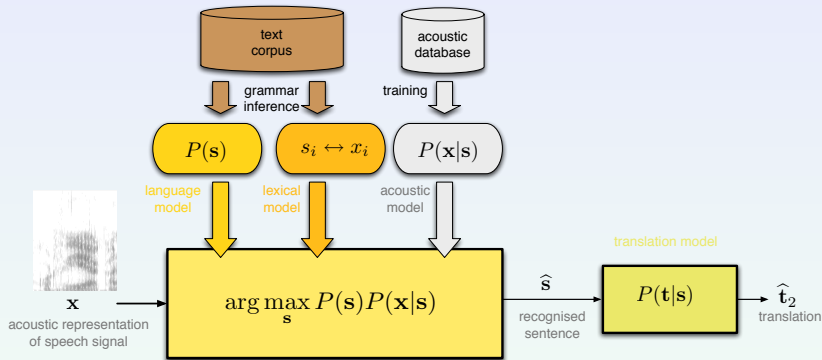 text
corpus
acoustic
database
grammar
inference
training
P(s)
s_i ↔ x_i
P(x|s)
language
model
lexical
model
acoustic
model
translation model
x
acoustic representation
of speech signal
arg max P(s)P(x|s)
s
ŝ
recognised
sentence
P(t|s)
t̂₂
translation